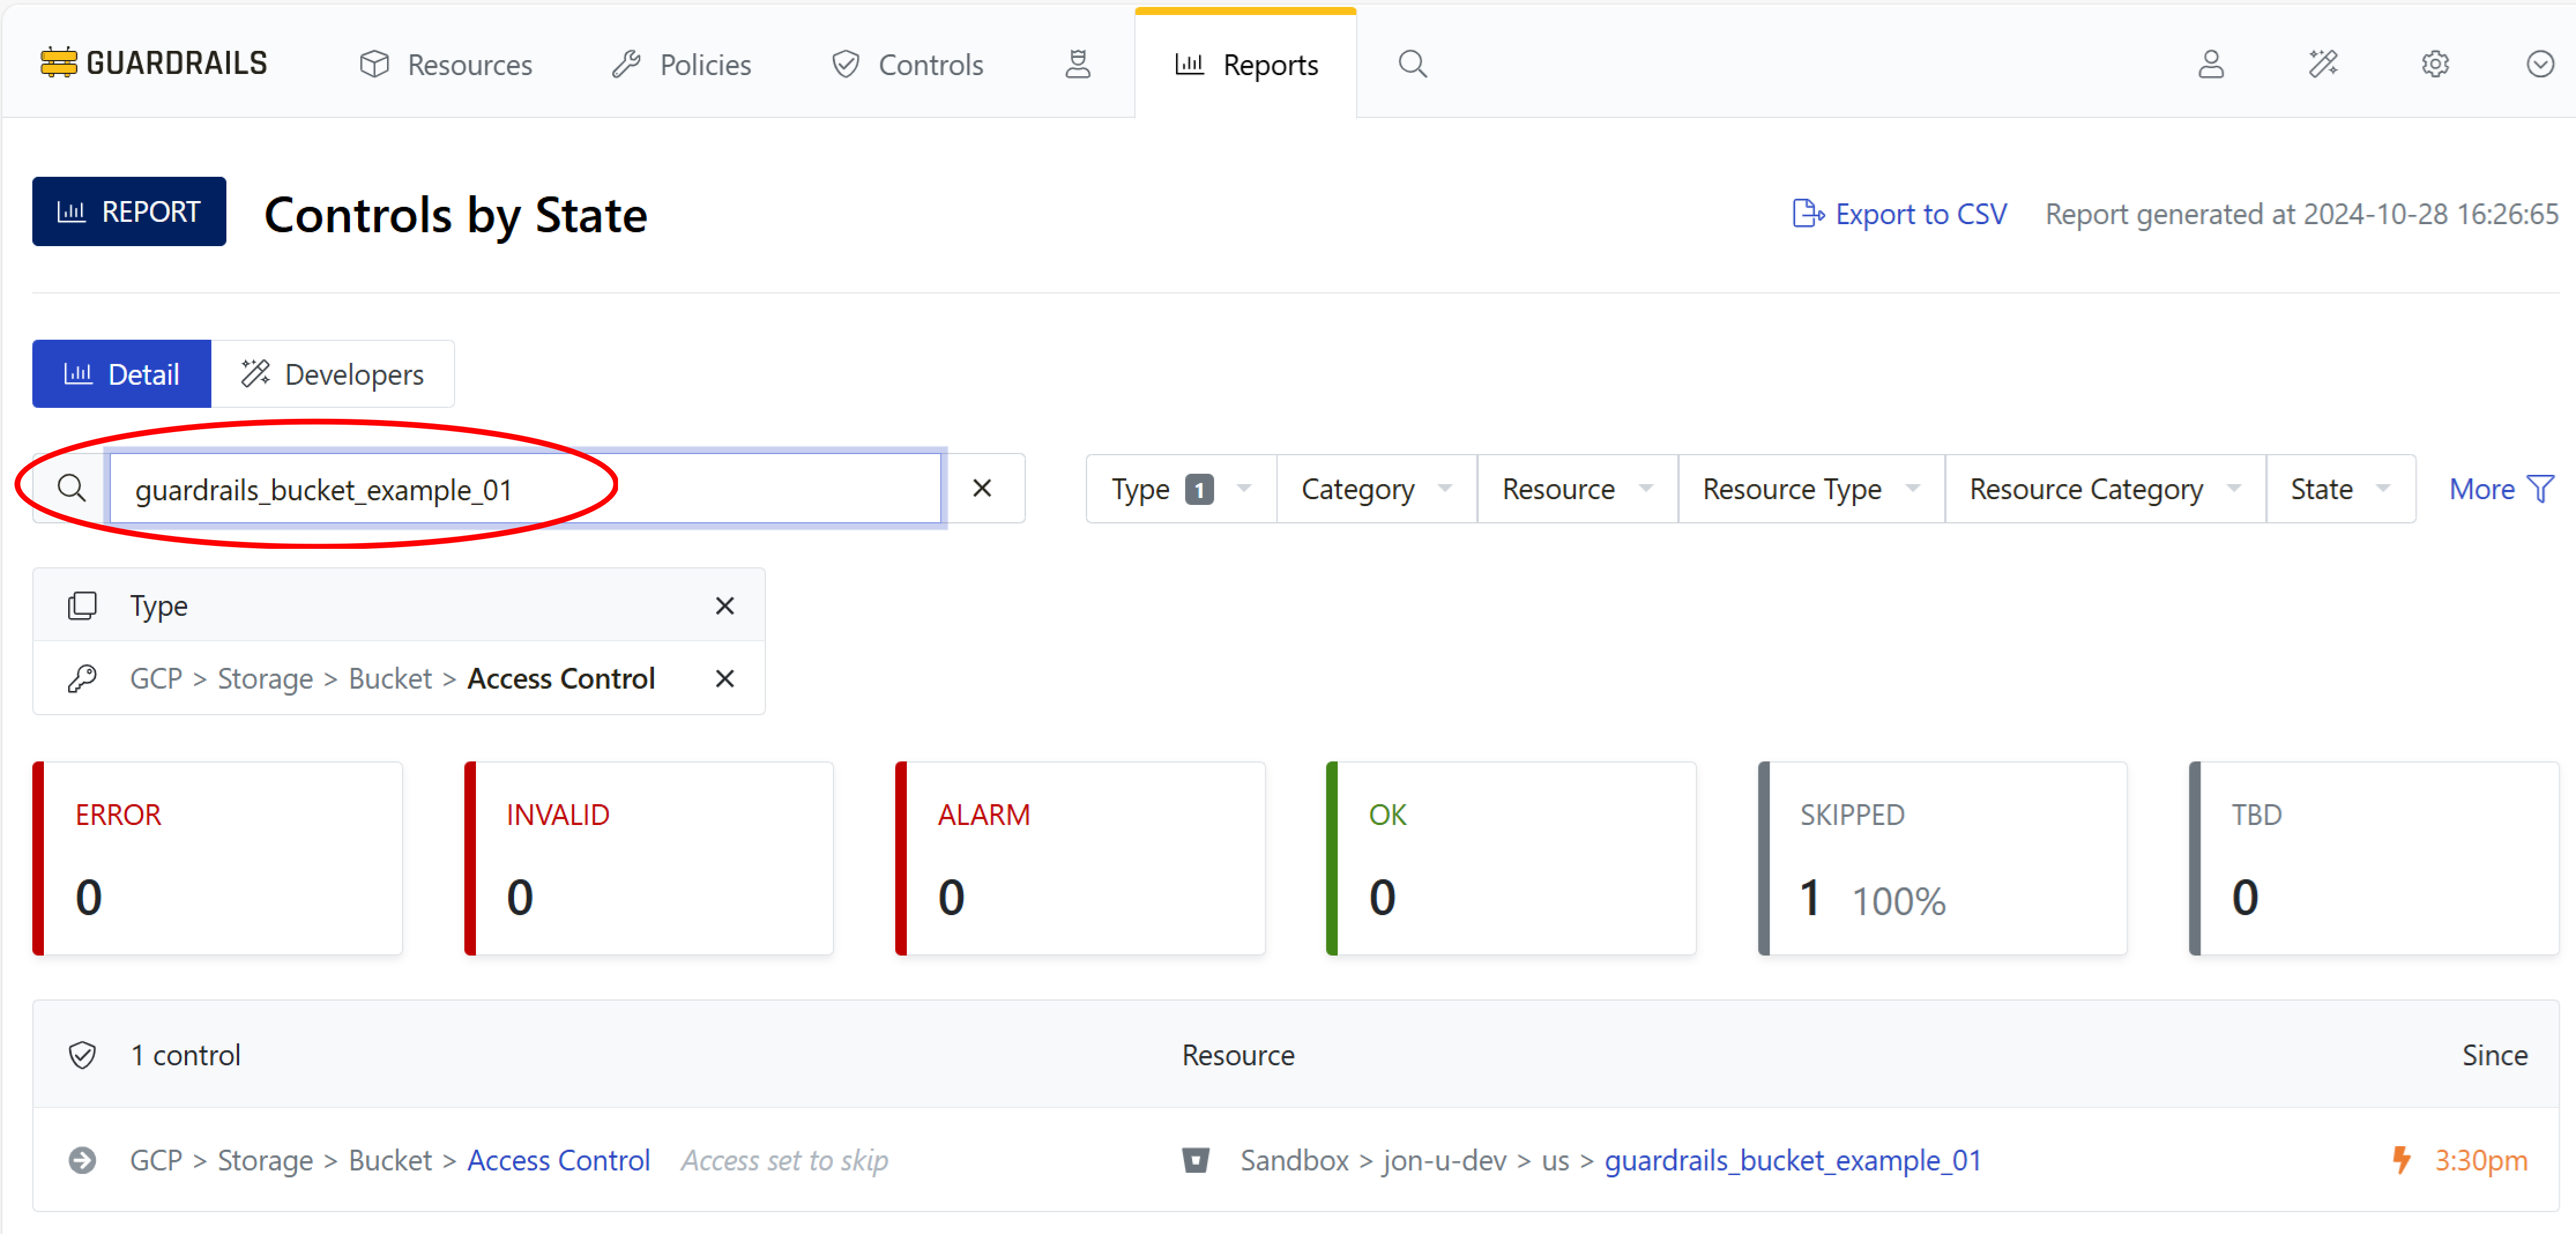 GUARDRAILS Resources Policies Controls Reports
REPORT Controls by State Export to CSV Report generated at 2024-10-28 16:26:65
Detail Developers
guardrails_bucket_example_01 Type 1 Category Resource Resource Type Resource Category State More
Type
GCP > Storage > Bucket > Access Control
ERROR INVALID ALARM OK SKIPPED TBD
0 0 0 0 1 100% 0
1 control Resource Since
GCP > Storage > Bucket > Access Control Access set to skip Sandbox > jon-u-dev > us > guardrails_bucket_example_01 3:30pm